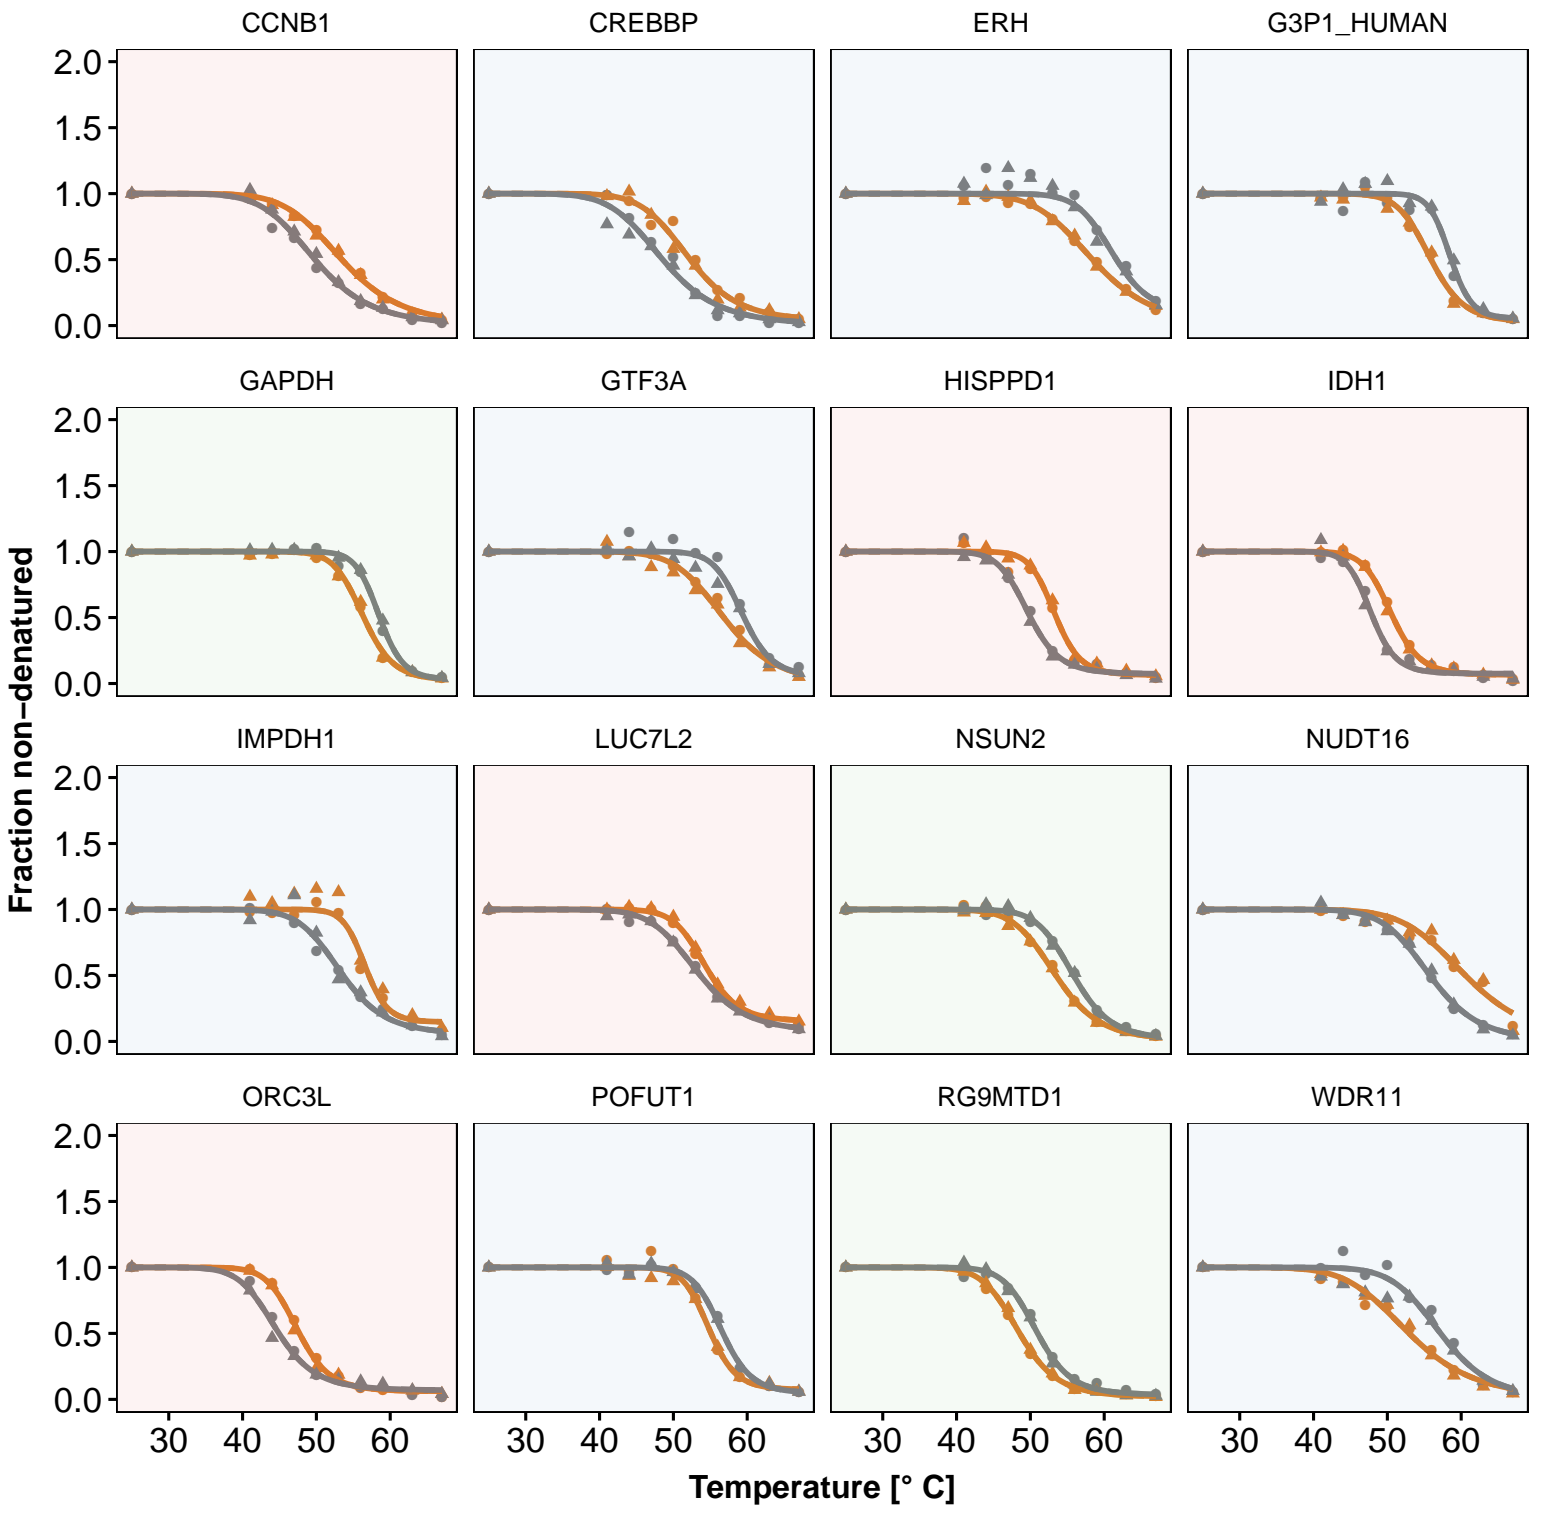 CCNB1 CREBBP ERH G3P1_HUMAN
2.0
1.5
1.0
0.5
0.0
GAPDH GTF3A HISPPD1 IDH1
2.0
1.5
1.0
0.5
0.0
Fraction non–denatured
IMPDH1 LUC7L2 NSUN2 NUDT16
2.0
1.5
1.0
0.5
0.0
ORC3L POFUT1 RG9MTD1 WDR11
2.0
1.5
1.0
0.5
0.0
30 40 50 60 30 40 50 60 30 40 50 60 30 40 50 60
Temperature [° C]